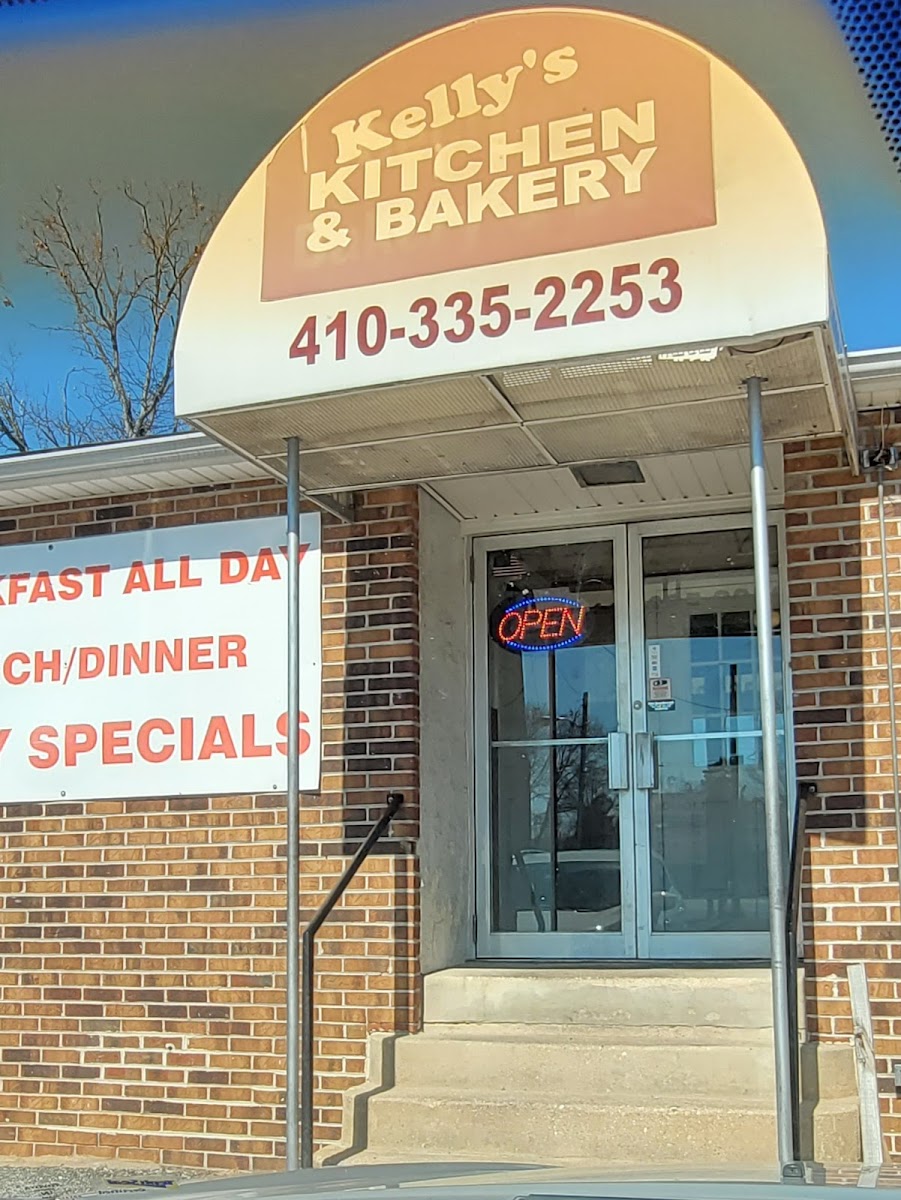 Kelly's
KITCHEN
& BAKERY
410-335-2253
KFAST ALL DAY
CH/DINNER
Y SPECIALS
OPEN